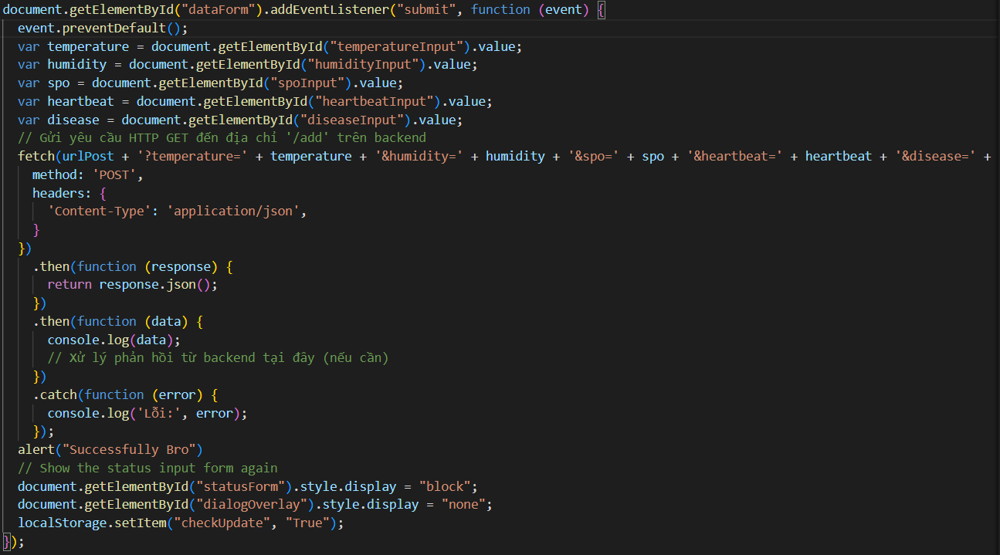 document.getElementById("dataForm").addEventListener("submit", function (event) {
event.preventDefault();
var temperature = document.getElementById("temperatureInput").value;
var humidity = document.getElementById("humidityInput").value;
var spo = document.getElementById("spoInput").value;
var heartbeat = document.getElementById("heartbeatInput").value;
var disease = document.getElementById("diseaseInput").value;
// Gửi yêu cầu HTTP GET đến địa chỉ '/add' trên backend
fetch(urlPost + '?temperature=' + temperature + '&humidity=' + humidity + '&spo=' + spo + '&heartbeat=' + heartbeat + '&disease=' +
method: 'POST',
headers: {
'Content-Type': 'application/json',
}
})
.then(function (response) {
return response.json();
})
.then(function (data) {
console.log(data);
// Xử lý phản hồi từ backend tại đây (nếu cần)
})
.catch(function (error) {
console.log('Lỗi:', error);
});
alert("Successfully Bro")
// Show the status input form again
document.getElementById("statusForm").style.display = "block";
document.getElementById("dialogOverlay").style.display = "none";
localStorage.setItem("checkUpdate", "True");
});